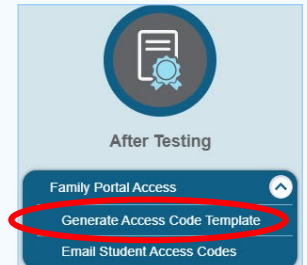 After Testing
Family Portal Access
Generate Access Code Template
Email Student Access Codes